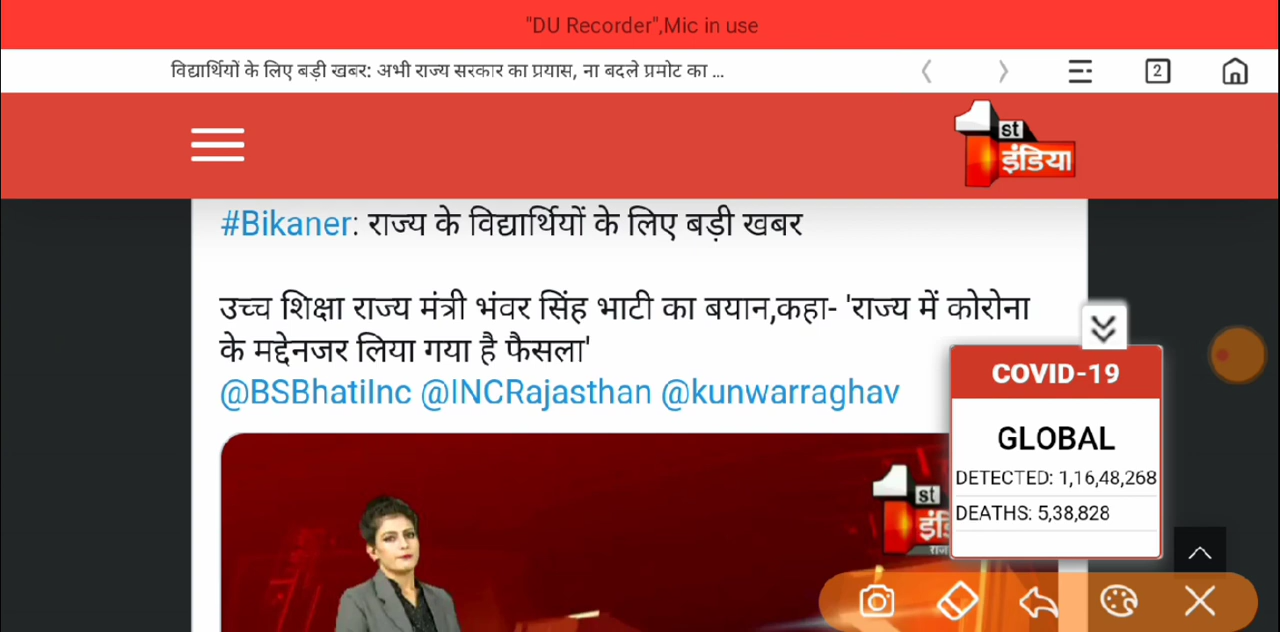 "DU Recorder",Mic in use
विद्यार्थियों के लिए बड़ी खबर: अभी राज्य सरकार का प्रयास, ना बदले प्रमोट का ...
2
1st
इंडिया
#Bikaner: राज्य के विद्यार्थियों के लिए बड़ी खबर
उच्च शिक्षा राज्य मंत्री भंवर सिंह भाटी का बयान,कहा- 'राज्य में कोरोना
के मद्देनजर लिया गया है फैसला'
@BSBhatiInc @INCRajasthan @kunwarraghav
COVID-19
GLOBAL
DETECTED: 1,16,48,268
DEATHS: 5,38,828
1st